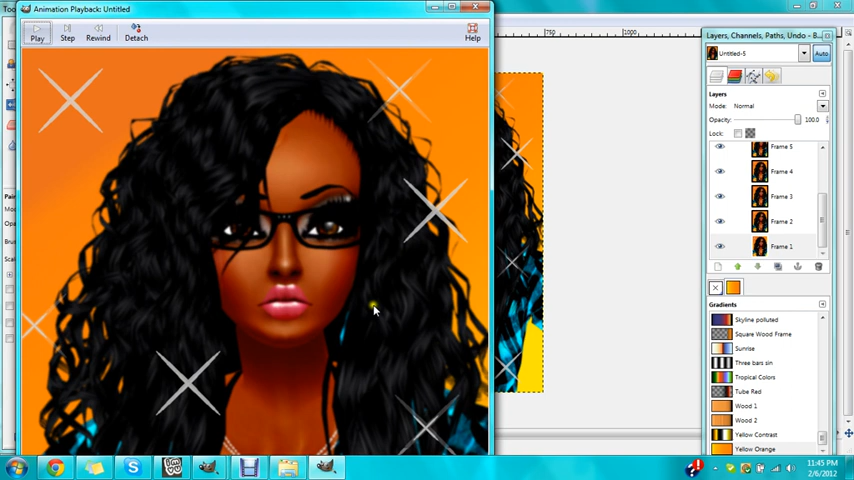 Animation Playback: Untitled
Play
Step
Rewind
Detach
Help
750
1000
Layers, Channels, Paths, Undo - B...
Untitled-5
Auto
Layers
Mode: Normal
Opacity: 100.0
Lock:
Frame 5
Frame 4
Frame 3
Frame 2
Frame 1
Gradients
Skyline polluted
Square Wood Frame
Sunrise
Three bars sin
Tropical Colors
Tube Red
Wood 1
Wood 2
Yellow Contrast
Yellow Orange
11:45 PM
2/6/2012